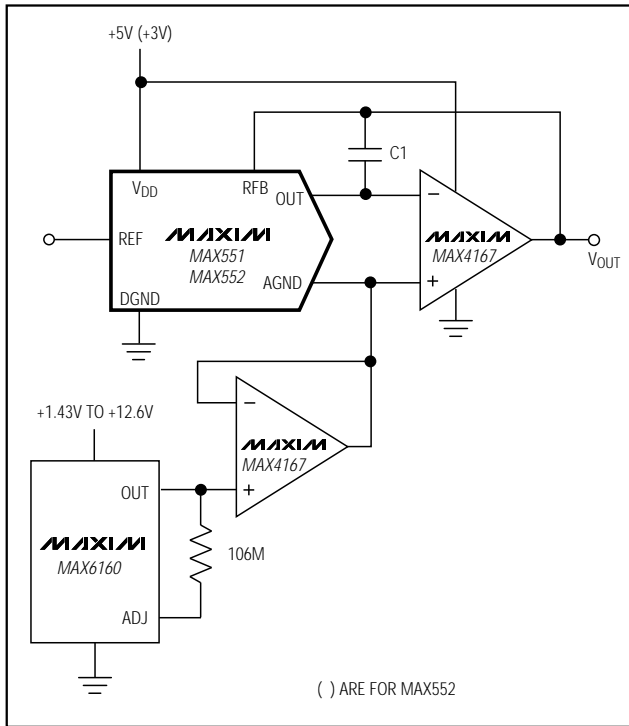 +5V (+3V)
C1
VDD
RFB
OUT
−
REF
MAXIM
MAX551
MAX552
MAXIM
MAX4167
VOUT
AGND
+
DGND
+1.43V TO +12.6V
−
MAXIM
MAX4167
OUT
+
MAXIM
MAX6160
106M
ADJ
( ) ARE FOR MAX552